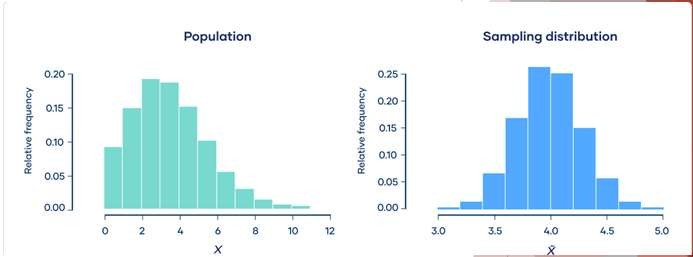 Population
Relative frequency
0.20
0.15
0.10
0.05
0.00
0 2 4 6 8 10 12
X
Sampling distribution
Relative frequency
0.25
0.20
0.15
0.10
0.05
0.00
3.0 3.5 4.0 4.5 5.0
X̄